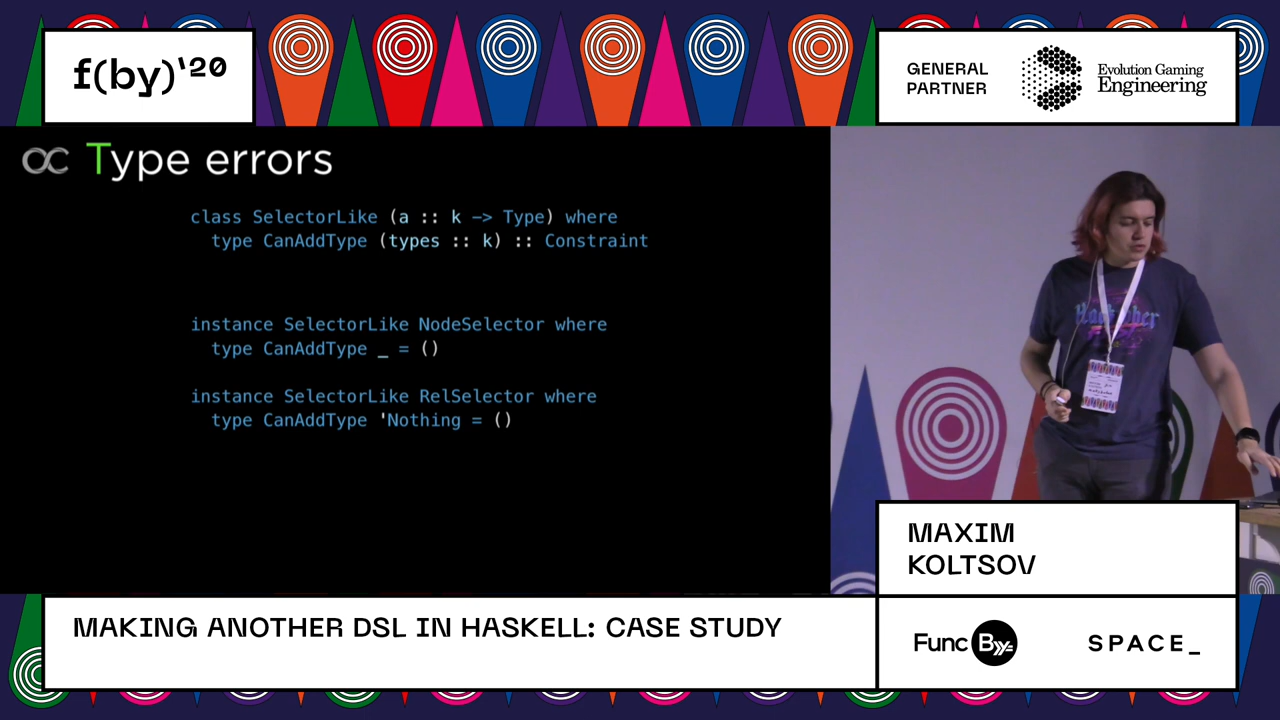 f(by)'20
GENERAL
PARTNER
Evolution Gaming
Engineering
Type errors
class SelectorLike (a :: k -> Type) where
type CanAddType (types :: k) :: Constraint
instance SelectorLike NodeSelector where
type CanAddType _ = ()
instance SelectorLike RelSelector where
type CanAddType 'Nothing = ()
MAXIM
KOLTSOV
MAKING ANOTHER DSL IN HASKELL: CASE STUDY
Func By
SPACE_